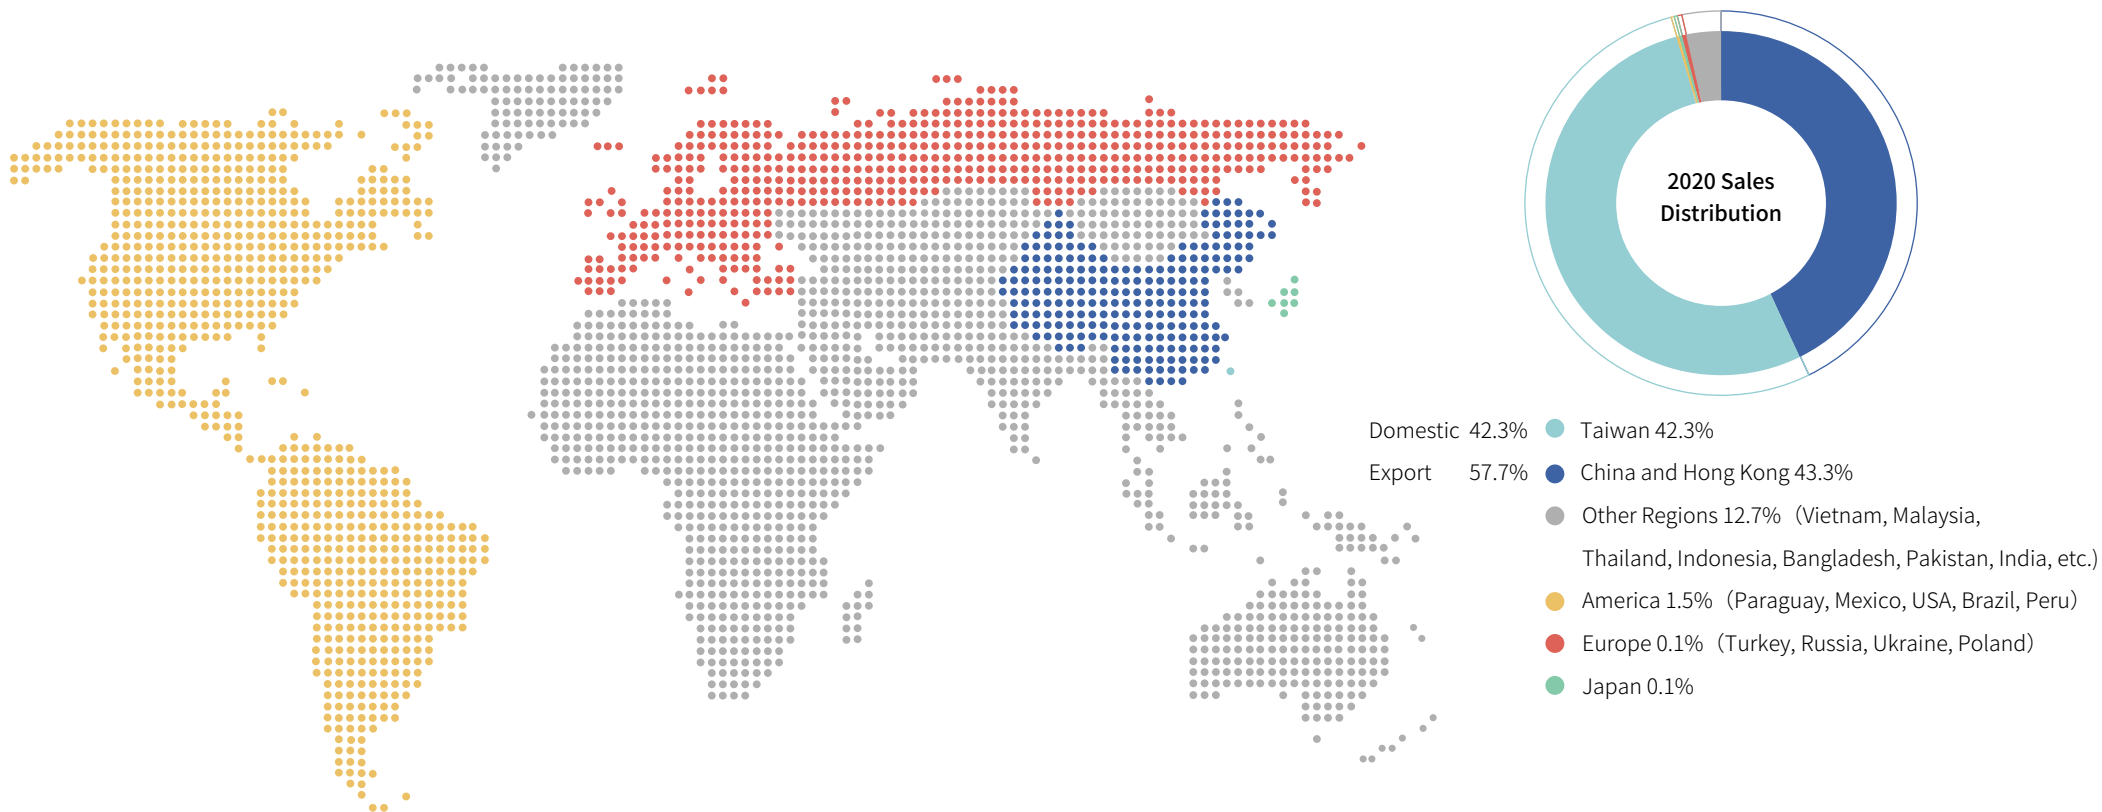 2020 Sales
Distribution
Domestic 42.3%
Export 57.7%
Taiwan 42.3%
China and Hong Kong 43.3%
Other Regions 12.7%（Vietnam, Malaysia,
Thailand, Indonesia, Bangladesh, Pakistan, India, etc.)
America 1.5%（Paraguay, Mexico, USA, Brazil, Peru）
Europe 0.1%（Turkey, Russia, Ukraine, Poland）
Japan 0.1%